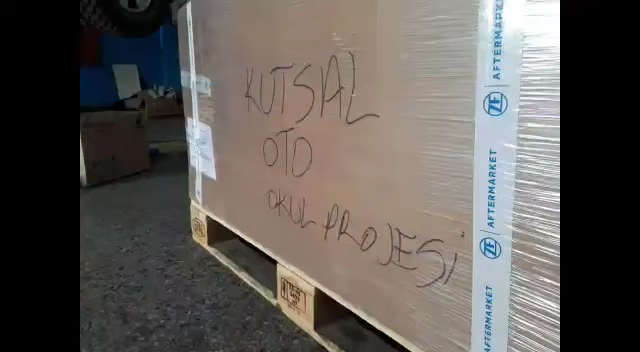 KUTSAL
OTO
OKUL PROJESİ
ZF AFTERMARKET
ZF AFTERMARKET
AFTERMARKET